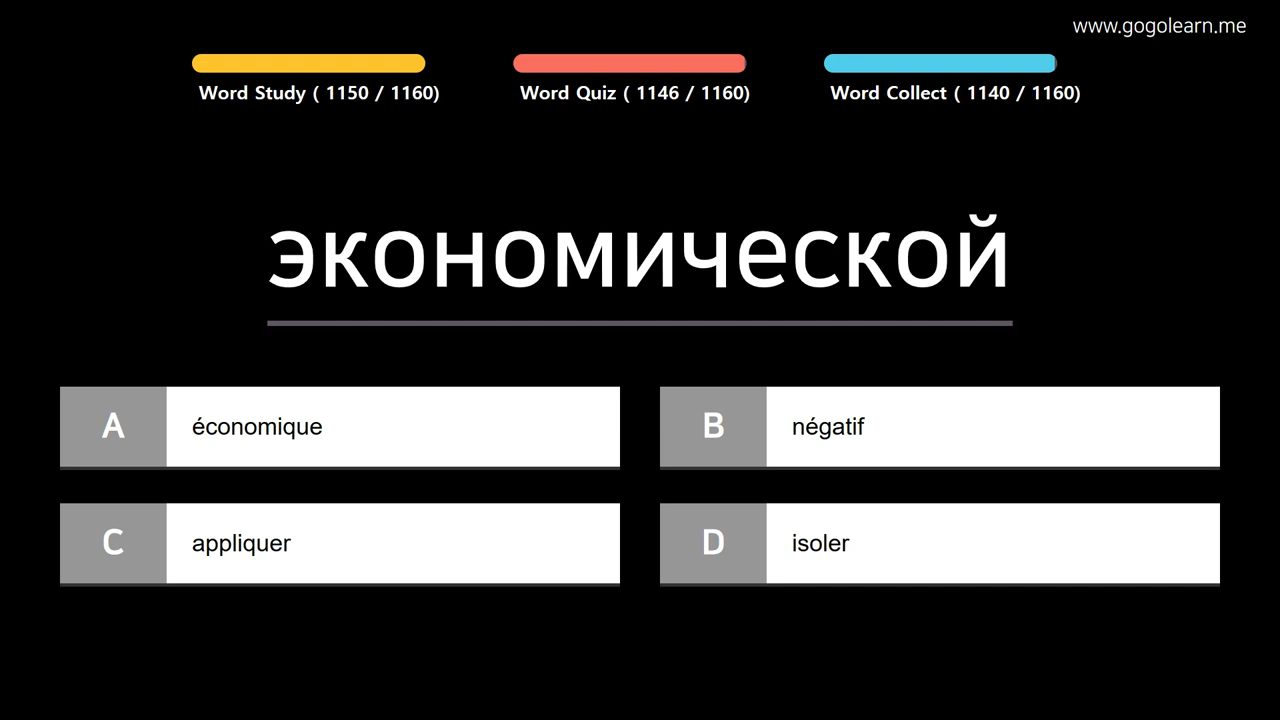 www.gogolearn.me
Word Study ( 1150 / 1160)
Word Quiz ( 1146 / 1160)
Word Collect ( 1140 / 1160)
экономической
A économique
B négatif
C appliquer
D isoler